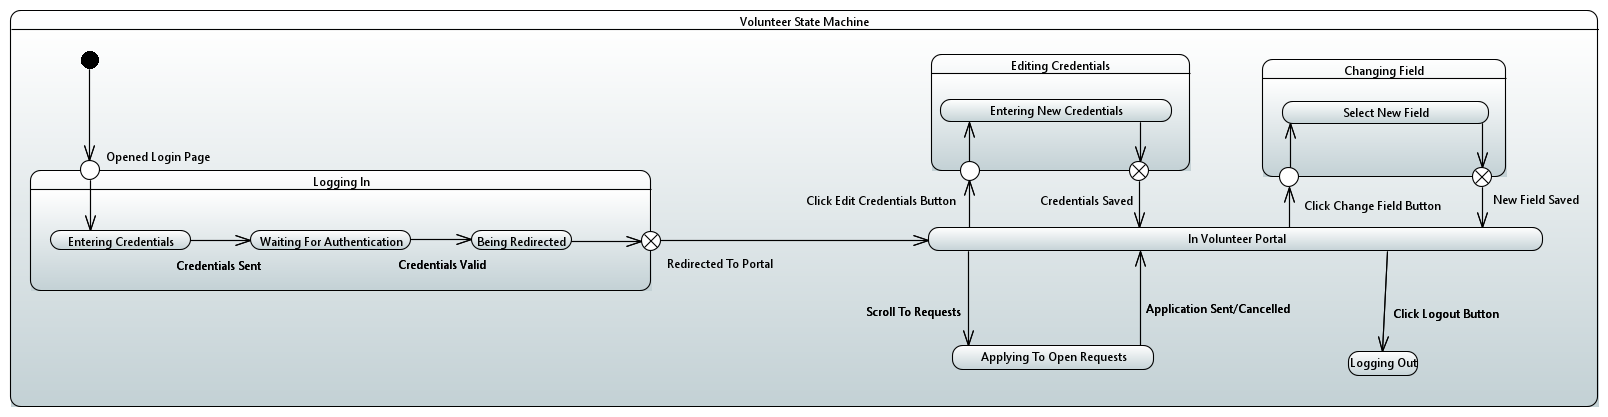 Volunteer State Machine
Editing Credentials
Changing Field
Entering New Credentials
Select New Field
Opened Login Page
Logging In
Click Edit Credentials Button
Credentials Saved
Click Change Field Button
New Field Saved
Entering Credentials
Waiting For Authentication
Being Redirected
In Volunteer Portal
Credentials Sent
Credentials Valid
Redirected To Portal
Scroll To Requests
Application Sent/Cancelled
Click Logout Button
Applying To Open Requests
Logging Out